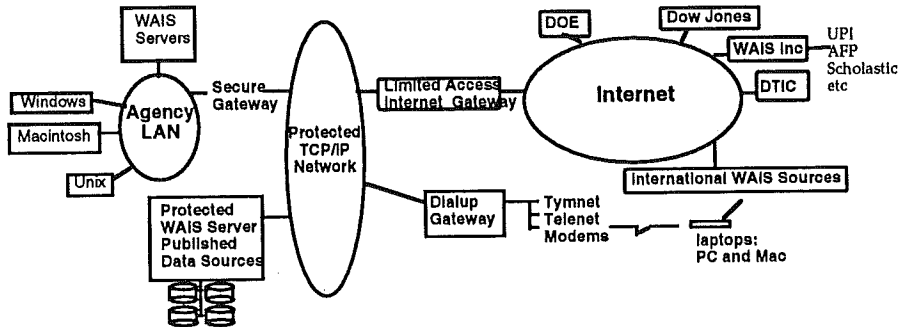 WAIS
Servers
Windows
Macintosh
Unix
Agency
LAN
Secure
Gateway
Protected
TCP/IP
Network
Protected
WAIS Server
Published
Data Sources
Limited Access
Internet Gateway
Dialup
Gateway
Tymnet
Telenet
Modems
laptops:
PC and Mac
Internet
DOE
Dow Jones
WAIS Inc
UPI
AFP
Scholastic
etc
DTIC
International WAIS Sources